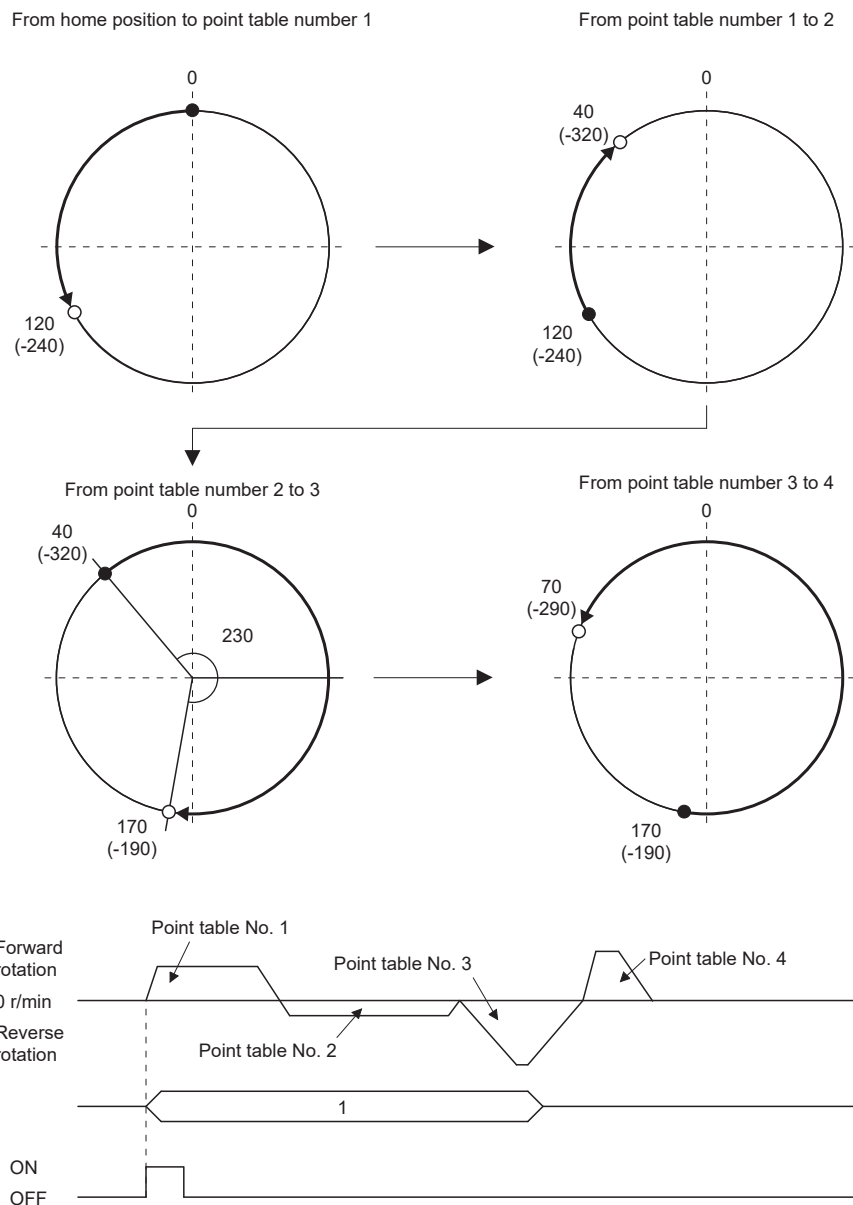 From home position to point table number 1
From point table number 1 to 2
0
0
40
(-320)
120
(-240)
120
(-240)
From point table number 2 to 3
From point table number 3 to 4
0
0
40
(-320)
230
70
(-290)
170
(-190)
170
(-190)
Point table No. 1
Forward
rotation
Point table No. 3
Point table No. 4
0 r/min
Reverse
rotation
Point table No. 2
1
ON
OFF